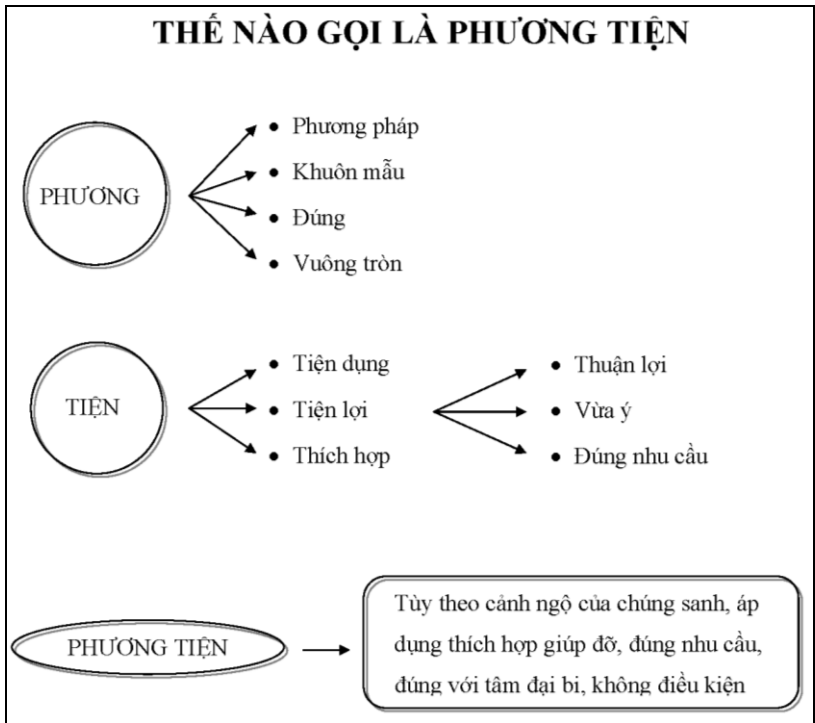 THẾ NÀO GỌI LÀ PHƯƠNG TIỆN
PHƯƠNG
• Phương pháp
• Khuôn mẫu
• Đúng
• Vuông tròn
TIỆN
• Tiện dụng
• Tiện lợi
• Thích hợp
• Thuận lợi
• Vừa ý
• Đúng nhu cầu
PHƯƠNG TIỆN
Tùy theo cảnh ngộ của chúng sanh, áp
dụng thích hợp giúp đỡ, đúng nhu cầu,
đúng với tâm đại bi, không điều kiện